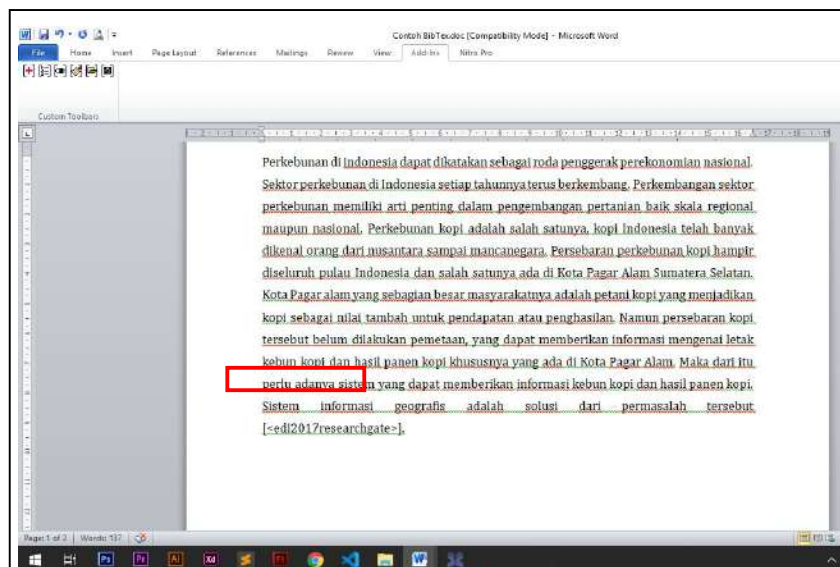 Contoh BibTex.doc [Compatibility Mode] - Microsoft Word
File Home Insert Page Layout References Mailings Review View Add-Ins Nitro Pro
Custom Toolbars
Perkebunan di Indonesia dapat dikatakan sebagai roda penggerak perekonomian nasional.
Sektor perkebunan di Indonesia setiap tahunnya terus berkembang. Perkembangan sektor
perkebunan memiliki arti penting dalam pengembangan pertanian baik skala regional
maupun nasional. Perkebunan kopi adalah salah satunya, kopi Indonesia telah banyak
dikenal orang dari nusantara sampai mancanegara. Persebaran perkebunan kopi hampir
diseluruh pulau Indonesia dan salah satunya ada di Kota Pagar Alam Sumatera Selatan.
Kota Pagar alam yang sebagian besar masyarakatnya adalah petani kopi yang menjadikan
kopi sebagai nilai tambah untuk pendapatan atau penghasilan. Namun persebaran kopi
tersebut belum dilakukan pemetaan, yang dapat memberikan informasi mengenai letak
kebun kopi dan hasil panen kopi khususnya yang ada di Kota Pagar Alam. Maka dari itu
perlu adanya sistem yang dapat memberikan informasi kebun kopi dan hasil panen kopi.
Sistem informasi geografis adalah solusi dari permasalah tersebut
[<edi2017researchgate>].
Page: 1 of 2 Words: 137
Ps Pr Ai Xd W